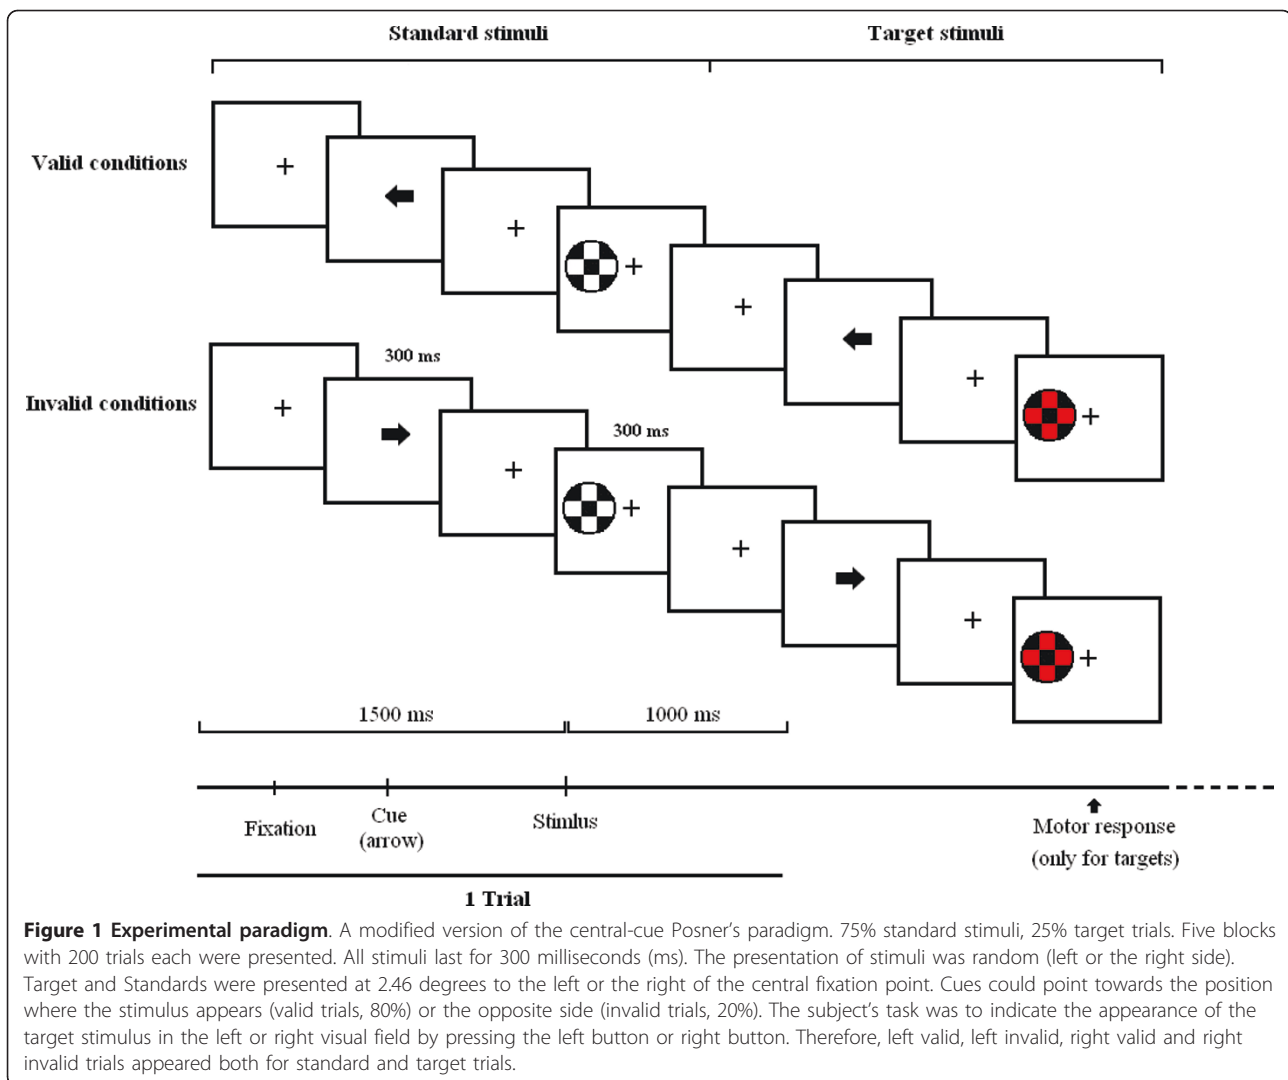 Standard stimuli
Target stimuli
Valid conditions
300 ms
Invalid conditions
300 ms
1500 ms
1000 ms
Fixation
Cue
(arrow)
Stimlus
Motor response
(only for targets)
1 Trial
Figure 1 Experimental paradigm. A modified version of the central-cue Posner's paradigm. 75% standard stimuli, 25% target trials. Five blocks
with 200 trials each were presented. All stimuli last for 300 milliseconds (ms). The presentation of stimuli was random (left or the right side).
Target and Standards were presented at 2.46 degrees to the left or the right of the central fixation point. Cues could point towards the position
where the stimulus appears (valid trials, 80%) or the opposite side (invalid trials, 20%). The subject's task was to indicate the appearance of the
target stimulus in the left or right visual field by pressing the left button or right button. Therefore, left valid, left invalid, right valid and right
invalid trials appeared both for standard and target trials.